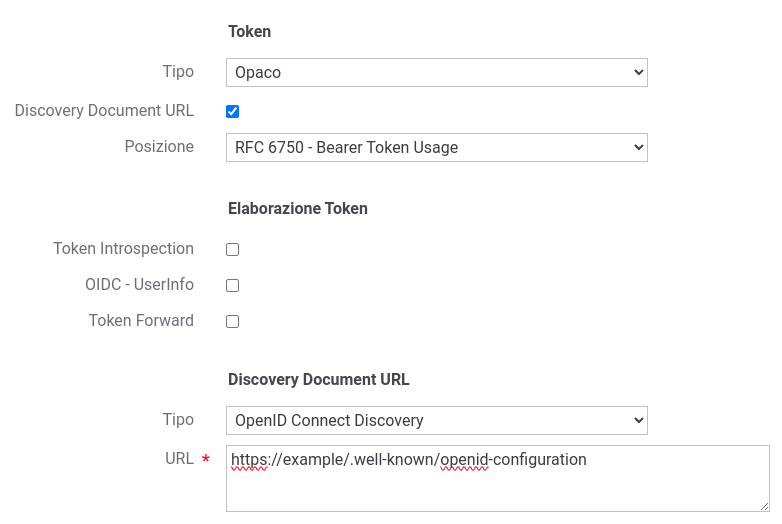 Token
Tipo Opaco
Discovery Document URL
Posizione RFC 6750 - Bearer Token Usage
Elaborazione Token
Token Introspection
OIDC - UserInfo
Token Forward
Discovery Document URL
Tipo OpenID Connect Discovery
URL * https://example/.well-known/openid-configuration